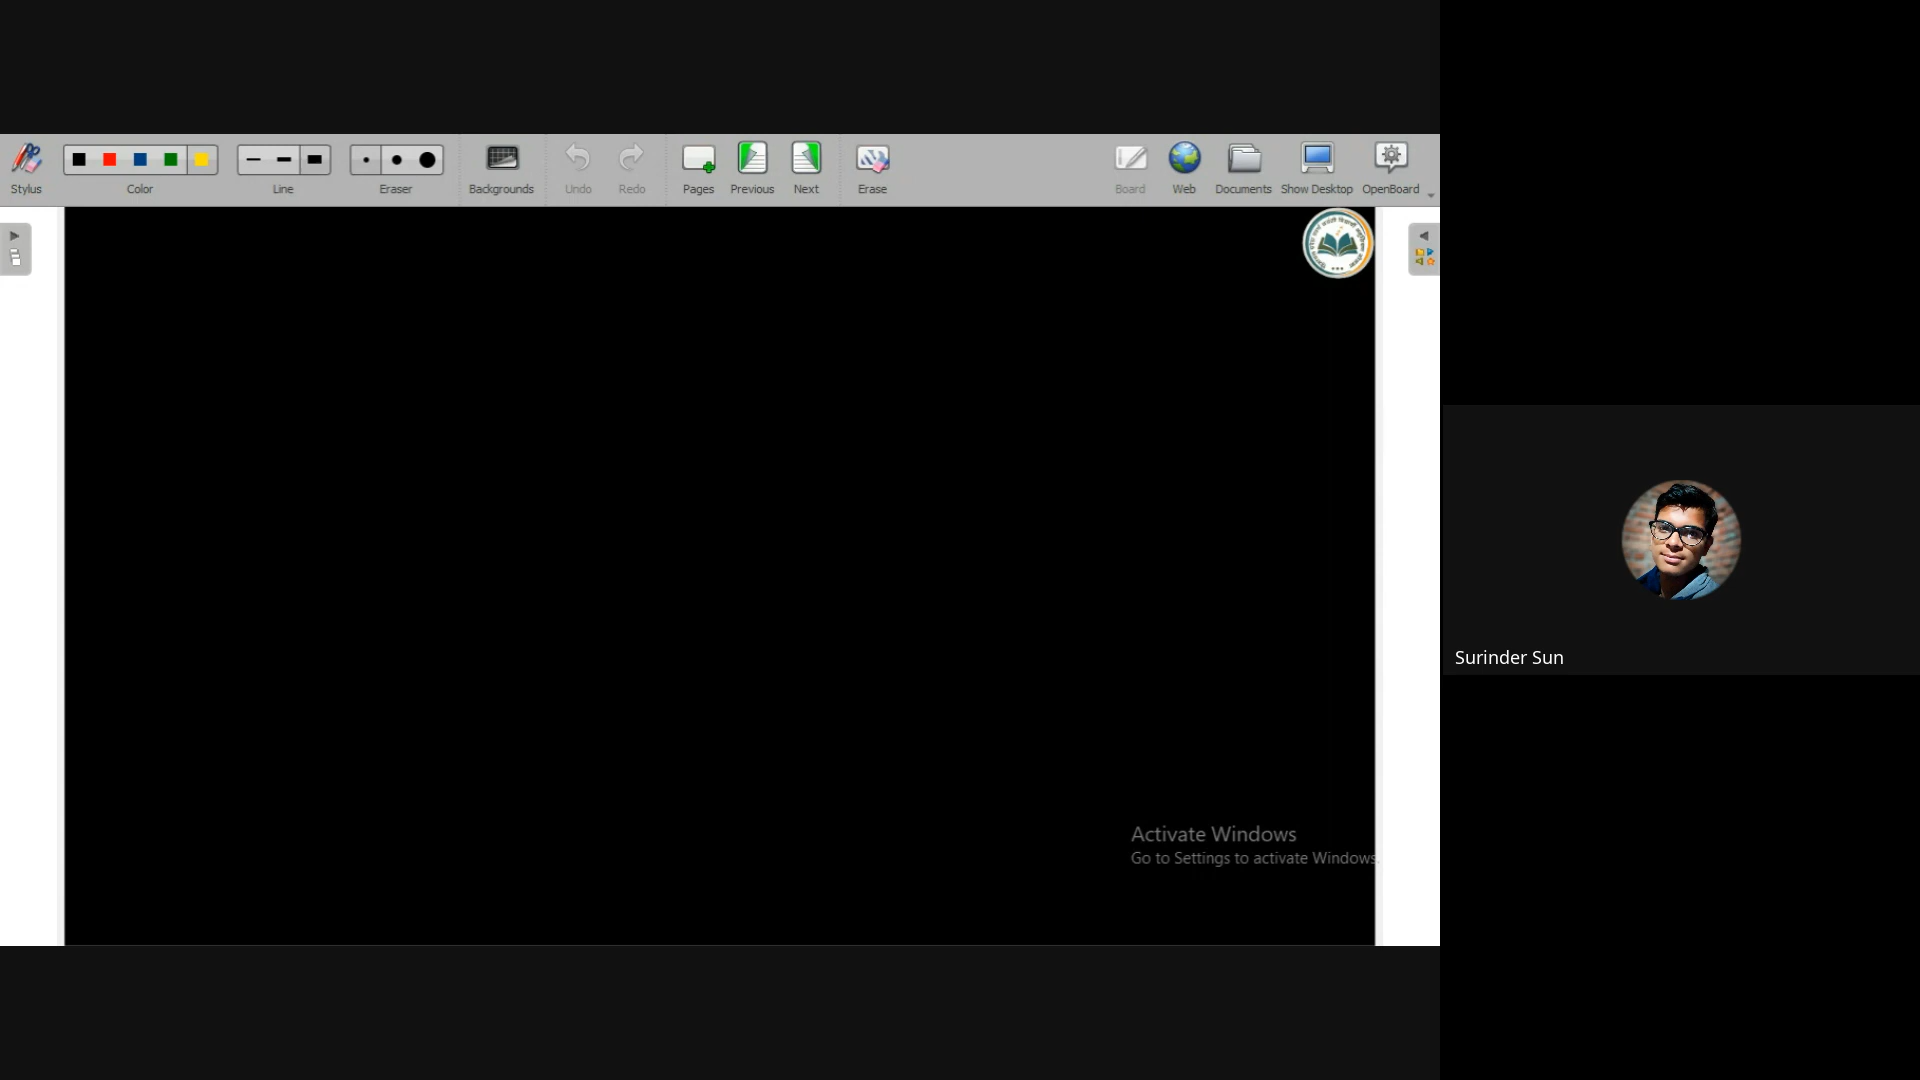 Stylus
Color
Line
Eraser
Backgrounds
Undo
Redo
Pages
Previous
Next
Erase
Board
Web
Documents
Show Desktop
OpenBoard
Activate Windows
Go to Settings to activate Windows.
Surinder Sun